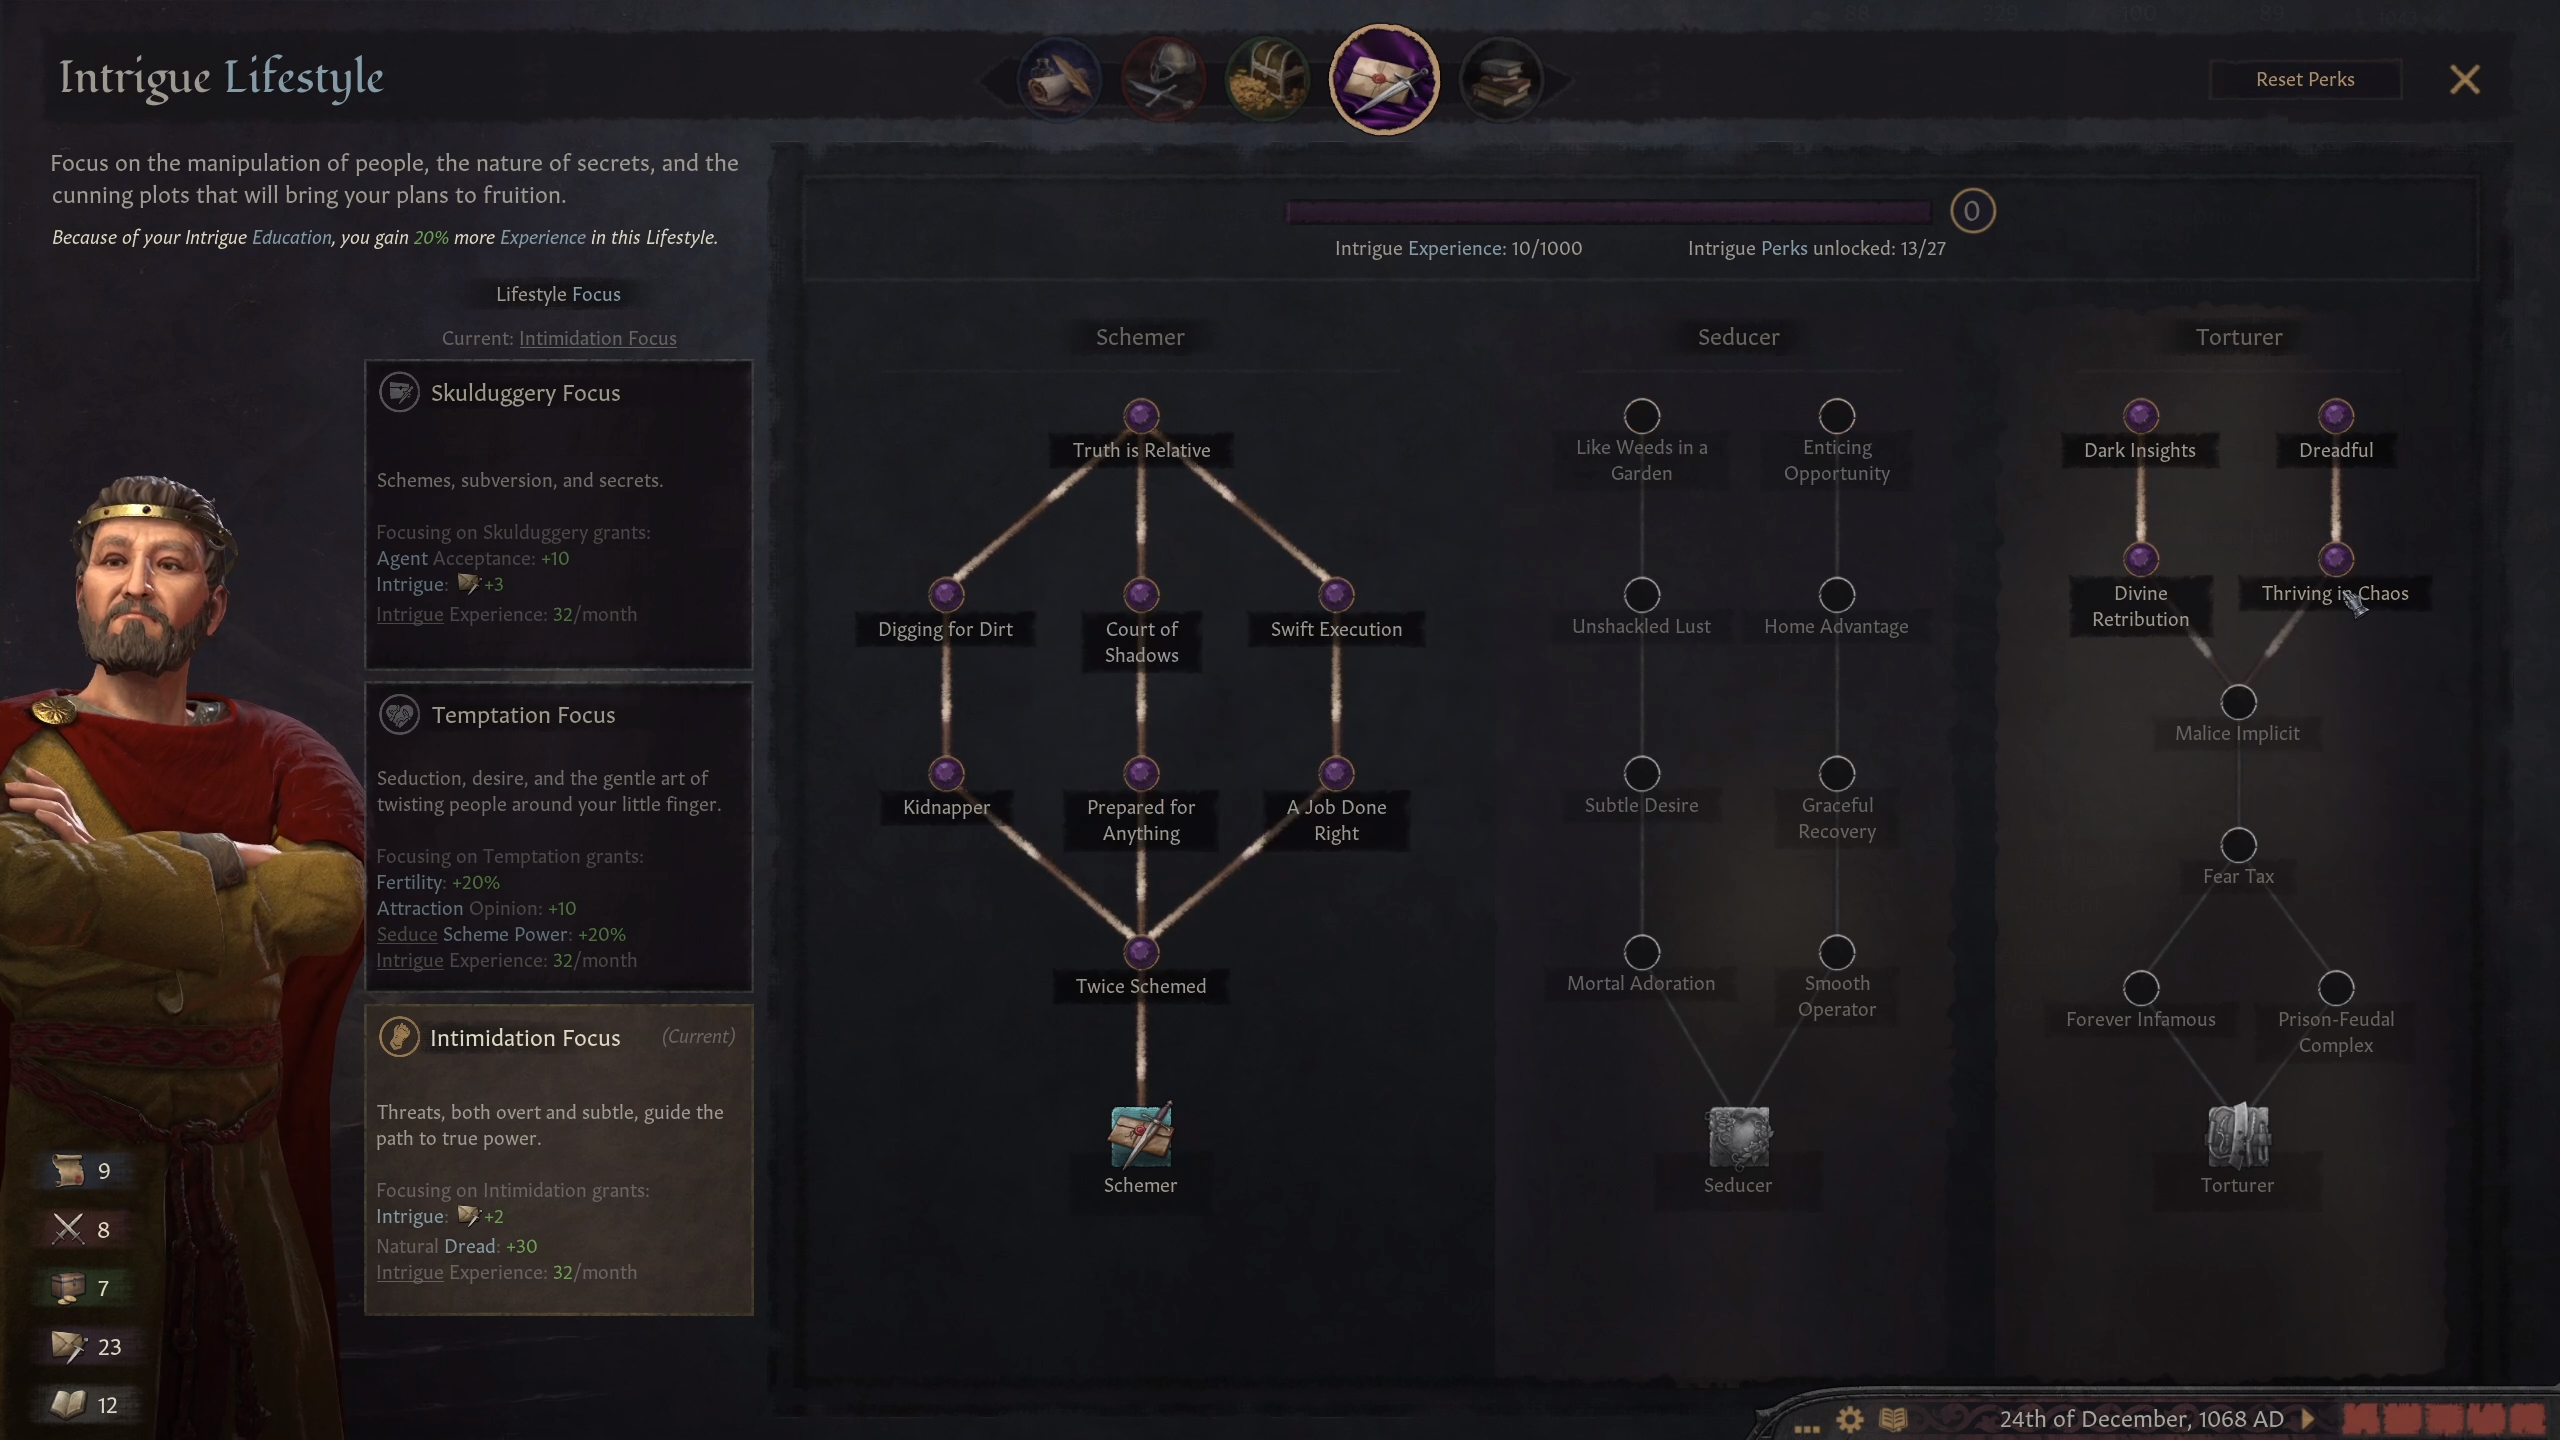 Intrigue Lifestyle
Reset Perks
Focus on the manipulation of people, the nature of secrets, and the
cunning plots that will bring your plans to fruition.
Because of your Intrigue Education, you gain 20% more Experience in this Lifestyle.
0
Intrigue Experience: 10/1000
Intrigue Perks unlocked: 13/27
Lifestyle Focus
Current: Intimidation Focus
Skulduggery Focus
Schemes, subversion, and secrets.
Focusing on Skulduggery grants:
Agent Acceptance: +10
Intrigue: +3
Intrigue Experience: 32/month
Temptation Focus
Seduction, desire, and the gentle art of
twisting people around your little finger.
Focusing on Temptation grants:
Fertility: +20%
Attraction Opinion: +10
Seduce Scheme Power: +20%
Intrigue Experience: 32/month
Intimidation Focus
(Current)
Threats, both overt and subtle, guide the
path to true power.
Focusing on Intimidation grants:
Intrigue: +2
Natural Dread: +30
Intrigue Experience: 32/month
9
8
7
23
12
Schemer
Truth is Relative
Digging for Dirt
Court of
Shadows
Swift Execution
Kidnapper
Prepared for
Anything
A Job Done
Right
Twice Schemed
Schemer
Seducer
Like Weeds in a
Garden
Enticing
Opportunity
Unshackled Lust
Home Advantage
Subtle Desire
Graceful
Recovery
Mortal Adoration
Smooth
Operator
Seducer
Torturer
Dark Insights
Dreadful
Divine
Retribution
Thriving in Chaos
Malice Implicit
Fear Tax
Forever Infamous
Prison-Feudal
Complex
Torturer
24th of December, 1068 AD